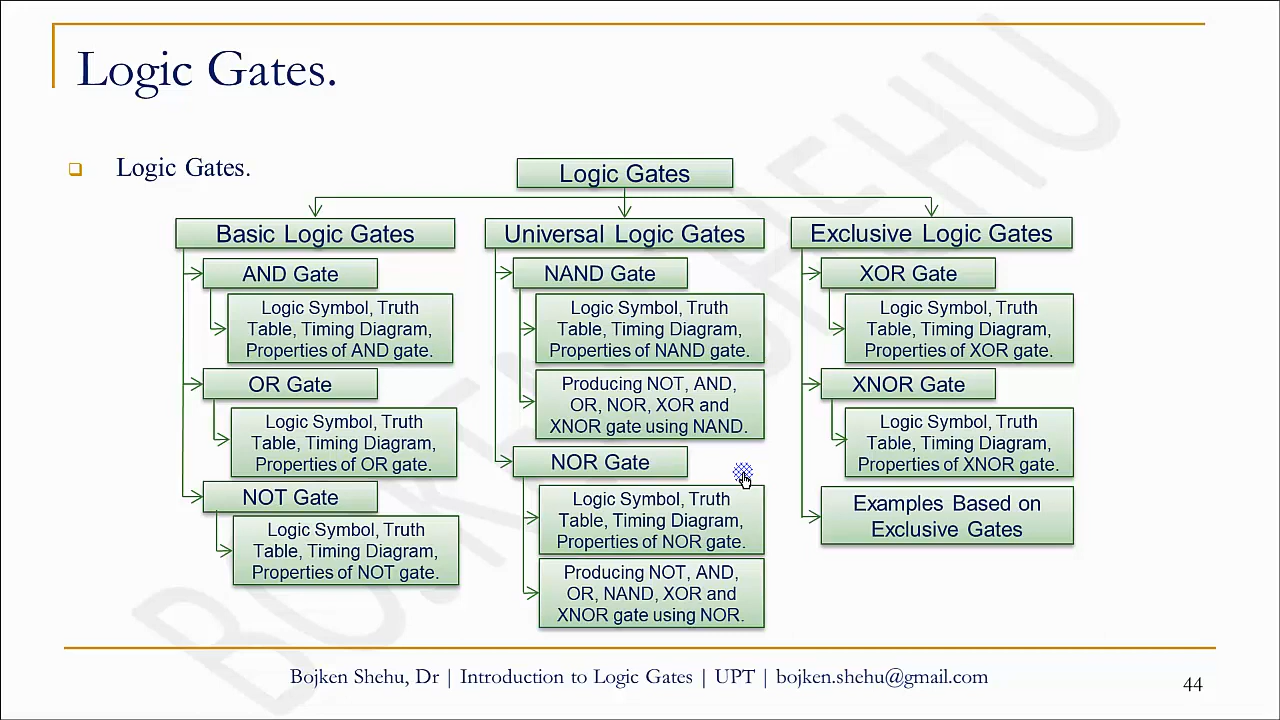 Logic Gates.
Logic Gates.
Logic Gates
Basic Logic Gates
AND Gate
Logic Symbol, Truth
Table, Timing Diagram,
Properties of AND gate.
OR Gate
Logic Symbol, Truth
Table, Timing Diagram,
Properties of OR gate.
NOT Gate
Logic Symbol, Truth
Table, Timing Diagram,
Properties of NOT gate.
Universal Logic Gates
NAND Gate
Logic Symbol, Truth
Table, Timing Diagram,
Properties of NAND gate.
Producing NOT, AND,
OR, NOR, XOR and
XNOR gate using NAND.
NOR Gate
Logic Symbol, Truth
Table, Timing Diagram,
Properties of NOR gate.
Producing NOT, AND,
OR, NAND, XOR and
XNOR gate using NOR.
Exclusive Logic Gates
XOR Gate
Logic Symbol, Truth
Table, Timing Diagram,
Properties of XOR gate.
XNOR Gate
Logic Symbol, Truth
Table, Timing Diagram,
Properties of XNOR gate.
Examples Based on
Exclusive Gates
BOJKEN SHEHU
Bojken Shehu, Dr | Introduction to Logic Gates | UPT | bojken.shehu@gmail.com
44